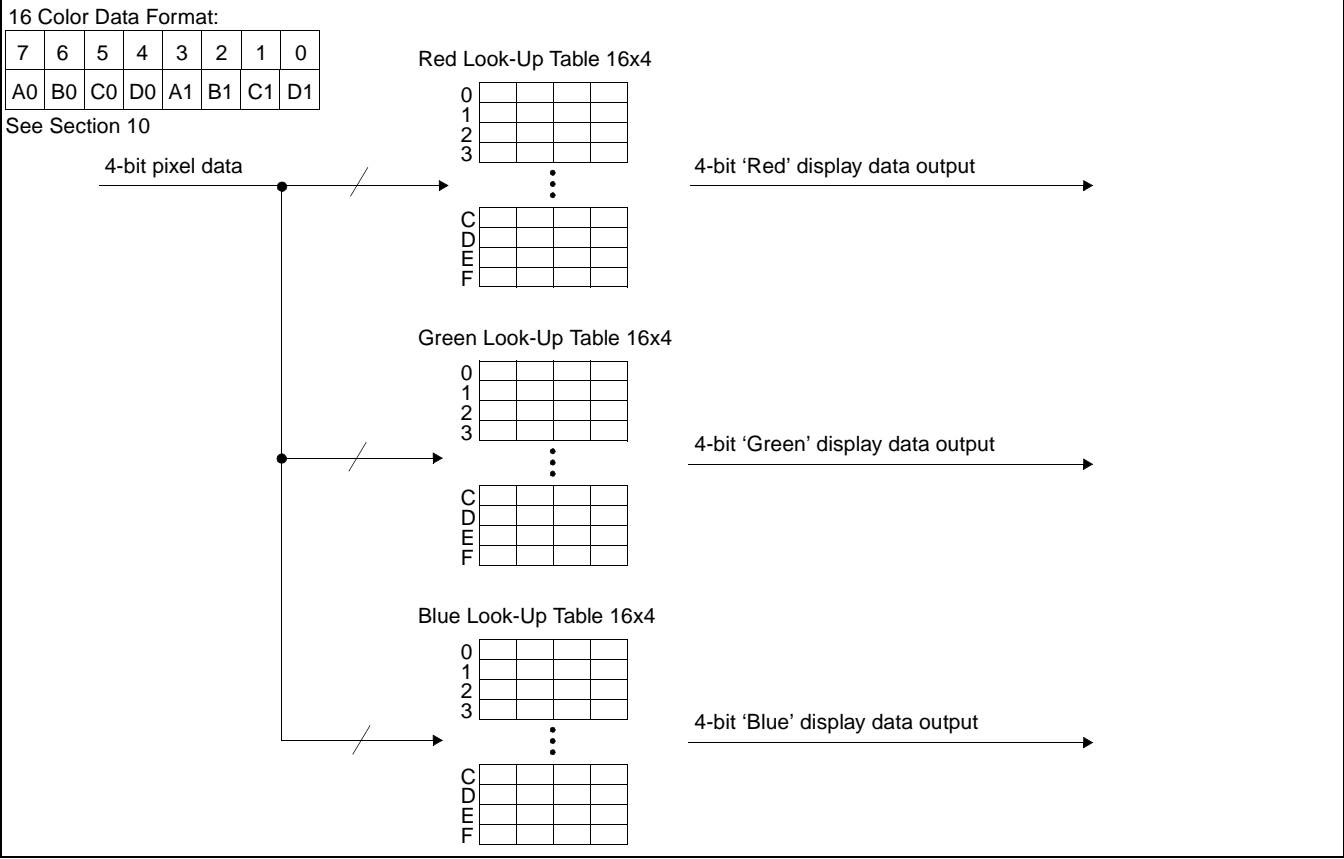 16 Color Data Format:
7 6 5 4 3 2 1 0
A0 B0 C0 D0 A1 B1 C1 D1
See Section 10
4-bit pixel data
Red Look-Up Table 16x4
0
1
2
3
C
D
E
F
4-bit ‘Red’ display data output
Green Look-Up Table 16x4
0
1
2
3
C
D
E
F
4-bit ‘Green’ display data output
Blue Look-Up Table 16x4
0
1
2
3
C
D
E
F
4-bit ‘Blue’ display data output